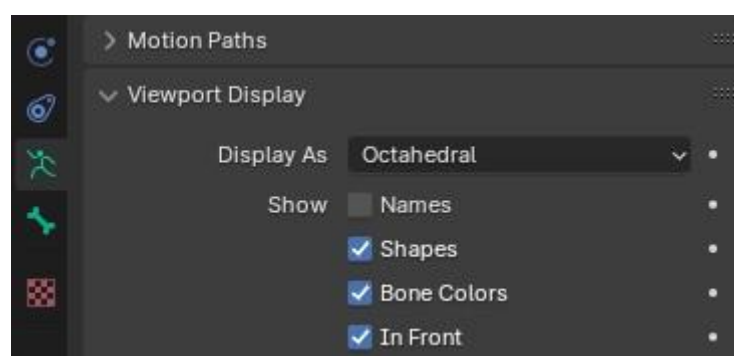 Motion Paths
Viewport Display
Display As Octahedral
Show Names
Shapes
Bone Colors
In Front